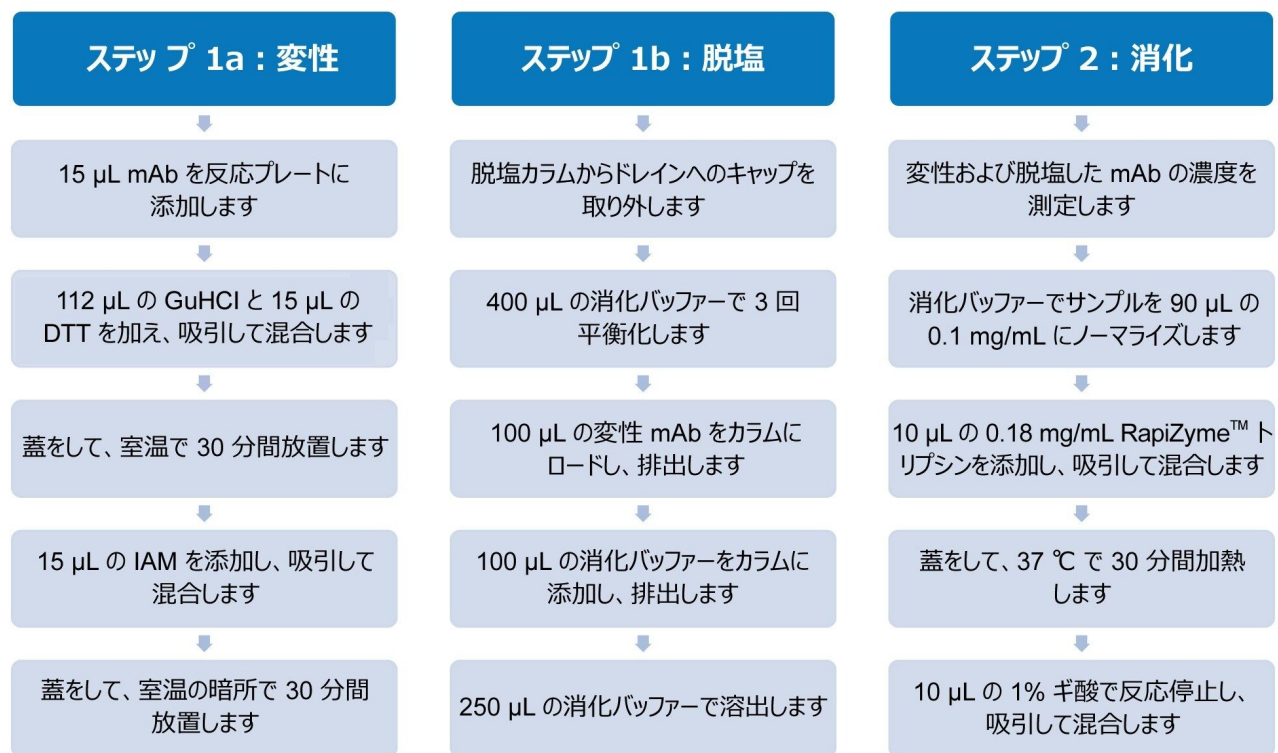 ステップ 1a：変性
15 µL mAb を反応プレートに
添加します
112 µL の GuHCl と 15 µL の
DTT を加え、吸引して混合します
蓋をして、室温で 30 分間放置します
15 µL の IAM を添加し、吸引して
混合します
蓋をして、室温の暗所で 30 分間
放置します
ステップ 1b：脱塩
脱塩カラムからドレインへのキャップを
取り外します
400 µL の消化バッファーで 3 回
平衡化します
100 µL の変性 mAb をカラムに
ロードし、排出します
100 µL の消化バッファーをカラムに
添加し、排出します
250 µL の消化バッファーで溶出します
ステップ 2：消化
変性および脱塩した mAb の濃度を
測定します
消化バッファーでサンプルを 90 µL の
0.1 mg/mL にノーマライズします
10 µL の 0.18 mg/mL RapiZyme™ ト
リプシンを添加し、吸引して混合します
蓋をして、37 ℃ で 30 分間加熱
します
10 µL の 1% ギ酸で反応停止し、
吸引して混合します